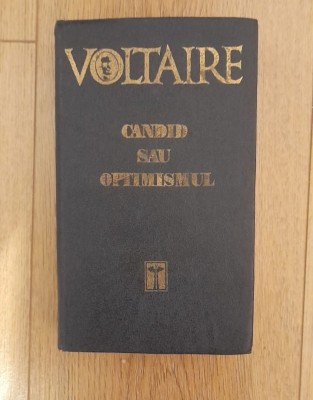 VOLTAIRE
CANDID
SAU
OPTIMISMUL